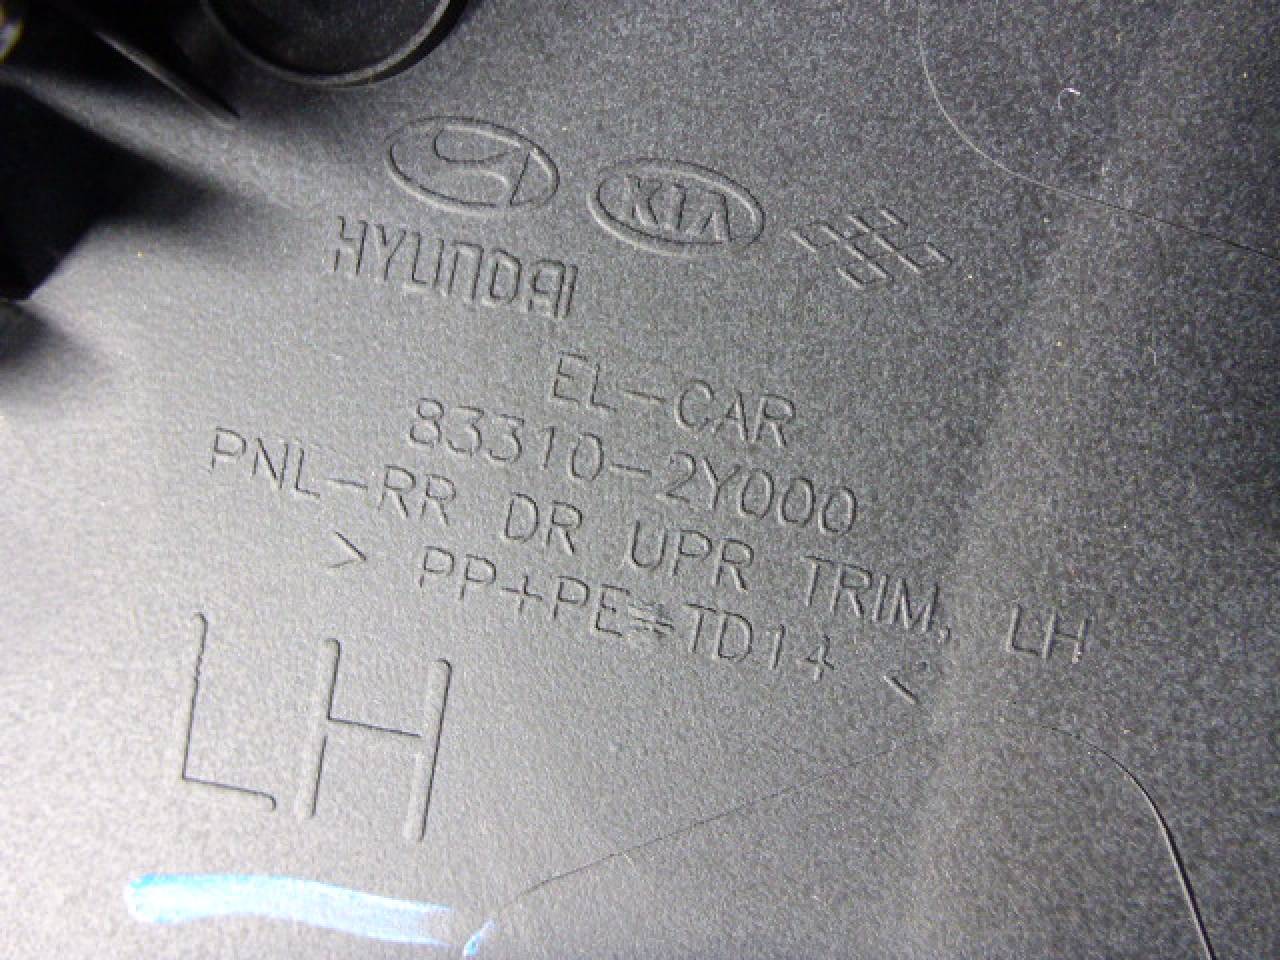 KIA
HYUNDAI
EL-CAR
83310-2Y000
PNL-RR DR UPR TRIM, LH
> PP+PE-TD14 <
LH